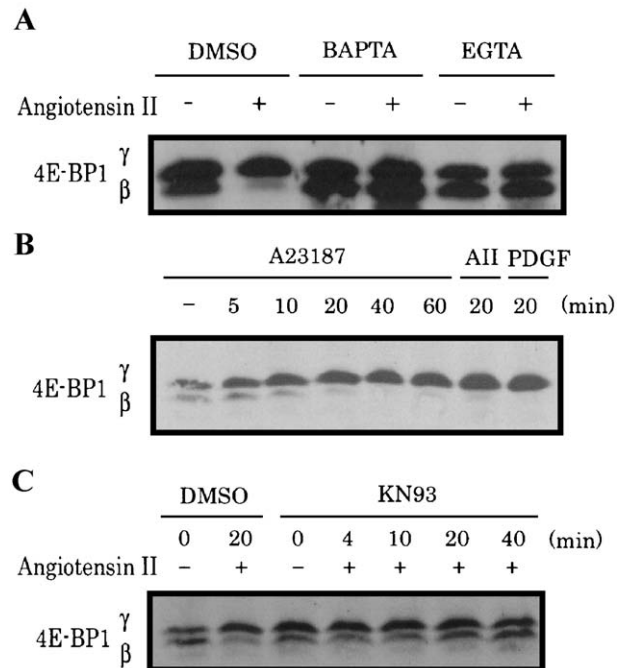 A
DMSO BAPTA EGTA
Angiotensin II - + - + - +
4E-BP1 γ
β
B
A23187 AII PDGF
- 5 10 20 40 60 20 20 (min)
4E-BP1 γ
β
C
DMSO KN93
0 20 0 4 10 20 40 (min)
Angiotensin II - + - + + + +
4E-BP1 γ
β